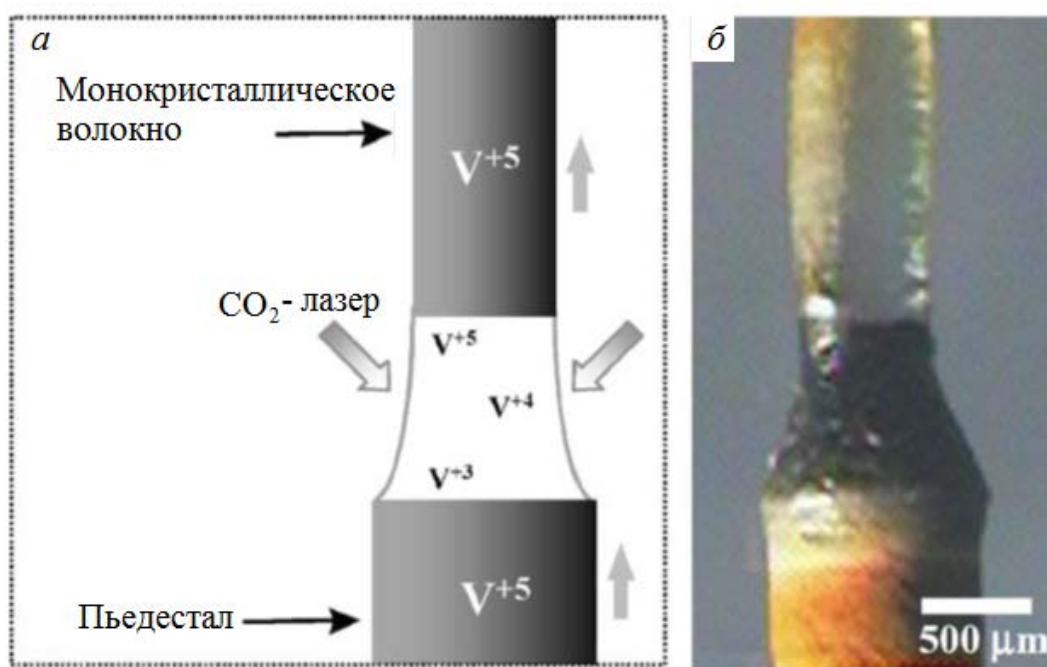 а
б
Монокристаллическое
волокно
V+5
CO2- лазер
V+5
V+4
V+3
V+5
Пьедестал
500 μm